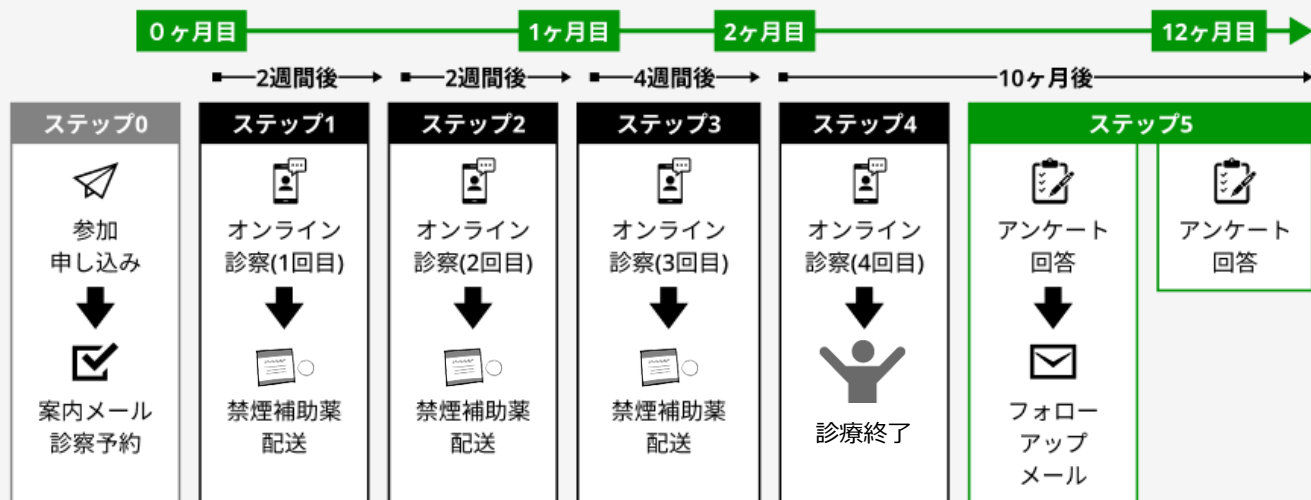 0ヶ月目
1ヶ月目
2ヶ月目
12ヶ月目
2週間後
2週間後
4週間後
10ヶ月後
ステップ0
参加
申し込み
案内メール
診察予約
ステップ1
オンライン
診察(1回目)
禁煙補助薬
配送
ステップ2
オンライン
診察(2回目)
禁煙補助薬
配送
ステップ3
オンライン
診察(3回目)
禁煙補助薬
配送
ステップ4
オンライン
診察(4回目)
診療終了
ステップ5
アンケート
回答
フォロー
アップ
メール
アンケート
回答